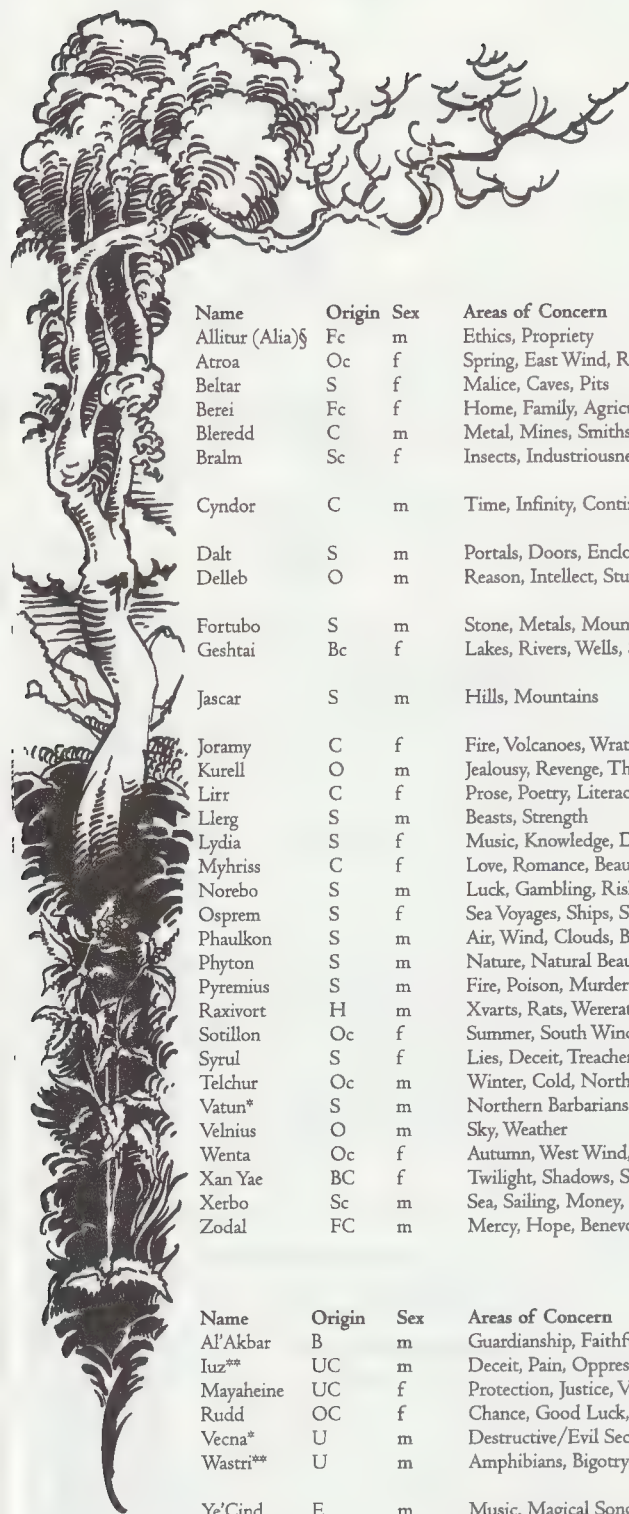 Name Origin Sex Areas of Concern
Allitur (Alia)§ Fc m Ethics, Propriety
Atroa Oc f Spring, East Wind, R
Beltar S f Malice, Caves, Pits
Berei Fc f Home, Family, Agricu
Bleredd C m Metal, Mines, Smiths
Bralm Sc f Insects, Industriousne
Cyndor C m Time, Infinity, Contin
Dalt S m Portals, Doors, Enclo
Delleb O m Reason, Intellect, Stu
Fortubo S m Stone, Metals, Moun
Geshtai Bc f Lakes, Rivers, Wells,
Jascar S m Hills, Mountains
Joramy C f Fire, Volcanoes, Wrat
Kurell O m Jealousy, Revenge, Th
Lirr C f Prose, Poetry, Literac
Llerg S m Beasts, Strength
Lydia S f Music, Knowledge, D
Myhriss C f Love, Romance, Beau
Norebo S m Luck, Gambling, Ris
Osprem S f Sea Voyages, Ships, S
Phaulkon S m Air, Wind, Clouds, B
Phyton S m Nature, Natural Beau
Pyremius S m Fire, Poison, Murder
Raxivort H m Xvarts, Rats, Wererat
Sotillon Oc f Summer, South Wind
Syrul S f Lies, Deceit, Treacher
Telchur Oc m Winter, Cold, North
Vatun* S m Northern Barbarians
Velnius O m Sky, Weather
Wenta Oc f Autumn, West Wind,
Xan Yae BC f Twilight, Shadows, S
Xerbo Sc m Sea, Sailing, Money,
Zodal FC m Mercy, Hope, Benevo
Name Origin Sex Areas of Concern
Al'Akbar B m Guardianship, Faithf
Iuz** UC m Deceit, Pain, Oppres
Mayaheine UC f Protection, Justice, V
Rudd OC f Chance, Good Luck,
Vecna* U m Destructive/Evil Sec
Wastri** U m Amphibians, Bigotry
Ye'Cind E m Music, Magical Song